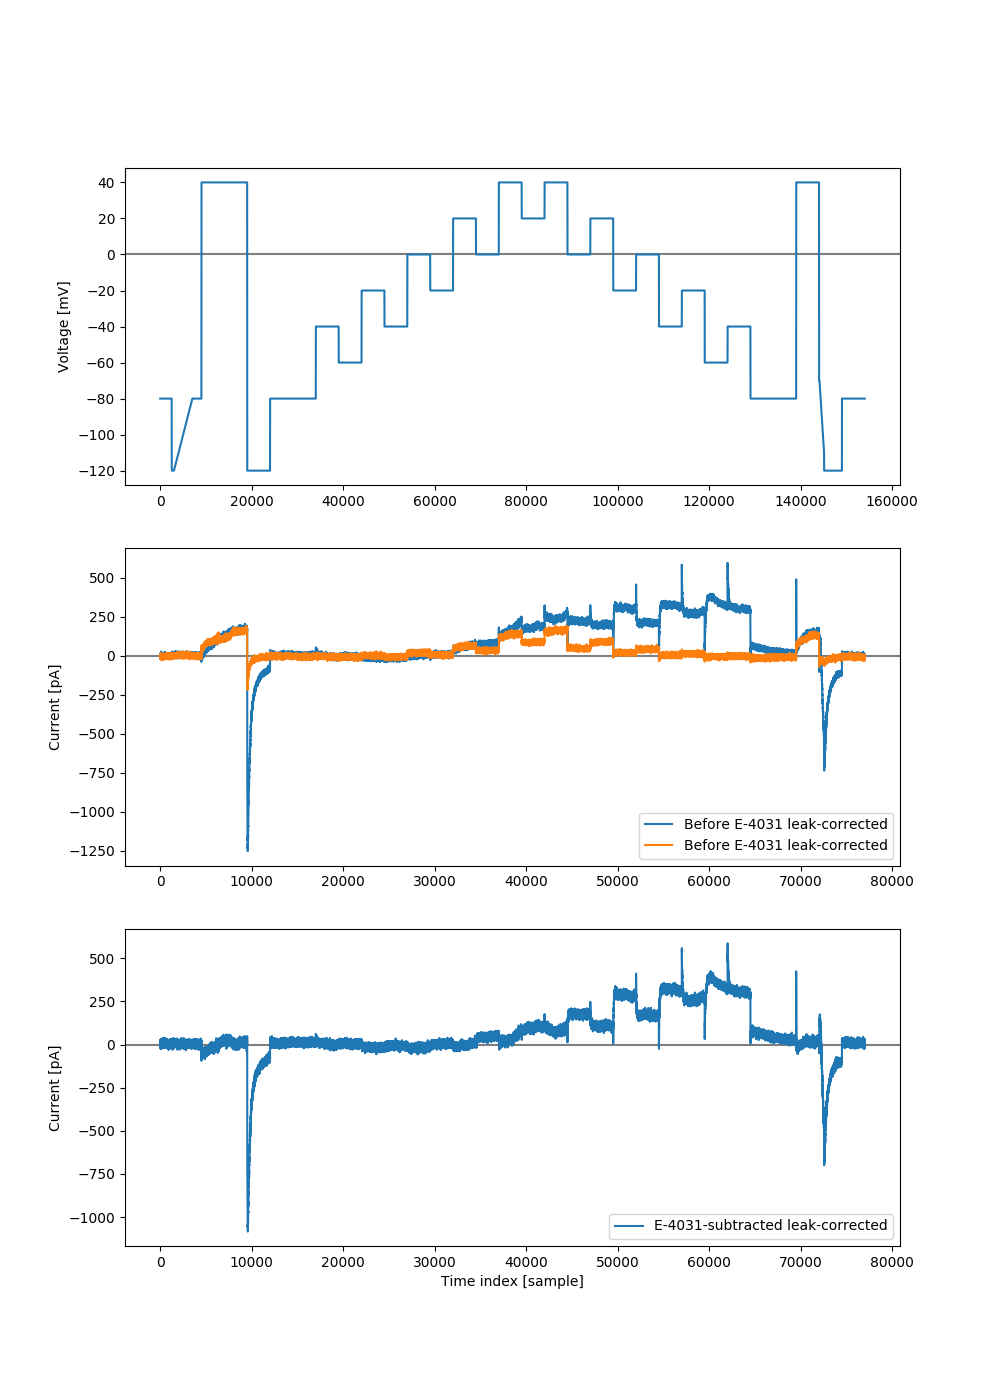 Voltage [mV]
40
20
0
−20
−40
−60
−80
−100
−120
0 20000 40000 60000 80000 100000 120000 140000 160000
Current [pA]
500
250
0
−250
−500
−750
−1000
−1250
Before E-4031 leak-corrected
Before E-4031 leak-corrected
0 10000 20000 30000 40000 50000 60000 70000 80000
Current [pA]
500
250
0
−250
−500
−750
−1000
E-4031-subtracted leak-corrected
0 10000 20000 30000 40000 50000 60000 70000 80000
Time index [sample]